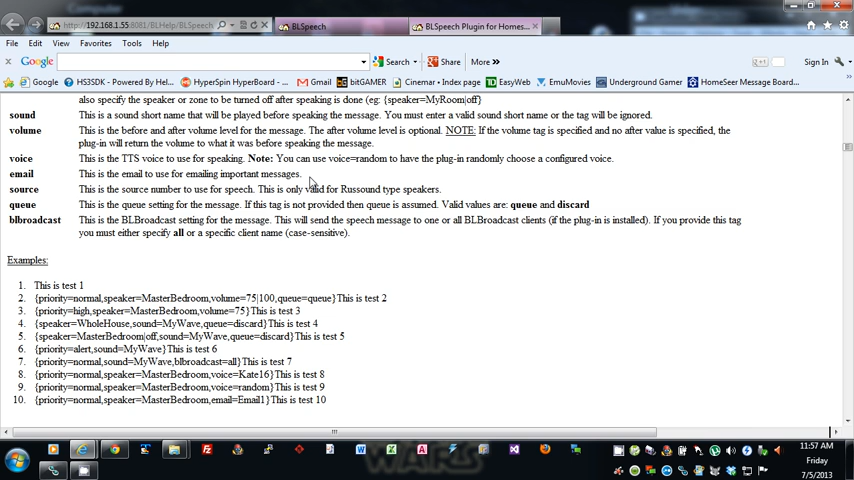 Computer
http://192.168.1.55:8081/BLHelp/BLSpeech
BLSpeech
BLSpeech Plugin for Homes...
File Edit View Favorites Tools Help
Google Search Share More »
Sign In
Google HS3SDK - Powered By Hel... HyperSpin HyperBoard - ... Gmail bitGAMER Cinemar • Index page EasyWeb EmuMovies Underground Gamer HomeSeer Message Board...
also specify the speaker or zone to be turned off after speaking is done (eg: {speaker=MyRoom|off}
sound This is a sound short name that will be played before speaking the message. You must enter a valid sound short name or the tag will be ignored.
volume This is the before and after volume level for the message. The after volume level is optional. NOTE: If the volume tag is specified and no after value is specified, the
plug-in will return the volume to what it was before speaking the message.
voice This is the TTS voice to use for speaking. Note: You can use voice=random to have the plug-in randomly choose a configured voice.
email This is the email to use for emailing important messages.
source This is the source number to use for speech. This is only valid for Russound type speakers.
queue This is the queue setting for the message. If this tag is not provided then queue is assumed. Valid values are: queue and discard
blbroadcast This is the BLBroadcast setting for the message. This will send the speech message to one or all BLBroadcast clients (if the plug-in is installed). If you provide this tag
you must either specify all or a specific client name (case-sensitive).
Examples:
1. This is test 1
2. {priority=normal,speaker=MasterBedroom,volume=75|100,queue=queue}This is test 2
3. {priority=high,speaker=MasterBedroom,volume=75}This is test 3
4. {speaker=WholeHouse,sound=MyWave,queue=discard}This is test 4
5. {speaker=MasterBedroom|off,sound=MyWave,queue=discard}This is test 5
6. {priority=alert,sound=MyWave}This is test 6
7. {priority=normal,sound=MyWave,blbroadcast=all}This is test 7
8. {priority=normal,speaker=MasterBedroom,voice=Kate16}This is test 8
9. {priority=normal,speaker=MasterBedroom,voice=random}This is test 9
10. {priority=normal,speaker=MasterBedroom,email=Email1}This is test 10
WARS
11:57 AM
Friday
7/5/2013